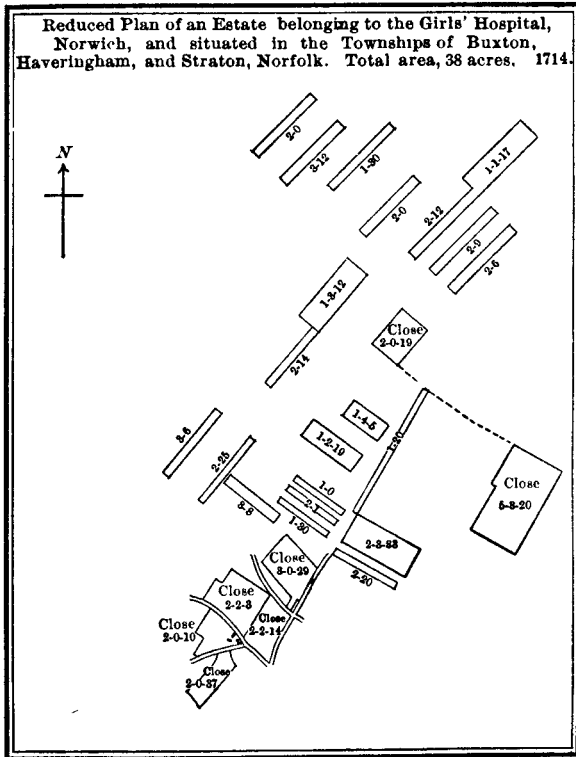 Reduced Plan of an Estate belonging to the Girls' Hospital,
Norwich, and situated in the Townships of Buxton,
Haveringham, and Straton, Norfolk. Total area, 38 acres, 1714.
N
2-0
3-12
1-30
1-1-17
2-0
2-12
2-9
2-6
1-3-12
Close
2-0-19
2-14
1-4-5
3-6
1-2-19
1-20
2-25
Close
5-3-20
1-0
3-8
2-1
1-30
2-3-33
Close
3-0-29
2-20
Close
2-2-3
Close
2-0-10
Close
2-2-14
Close
2-0-37